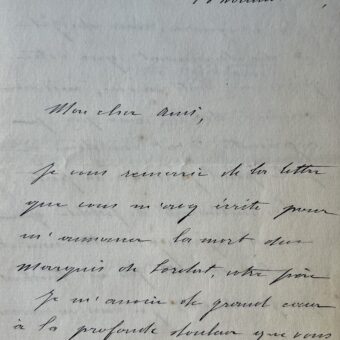 Mon cher ami,
Je vous remercie de la lettre
que vous m'avez écrite pour
m'annoncer la mort du
Marquis de Lordat, votre père
Je m'associe de grand cœur
à la profonde douleur que vous